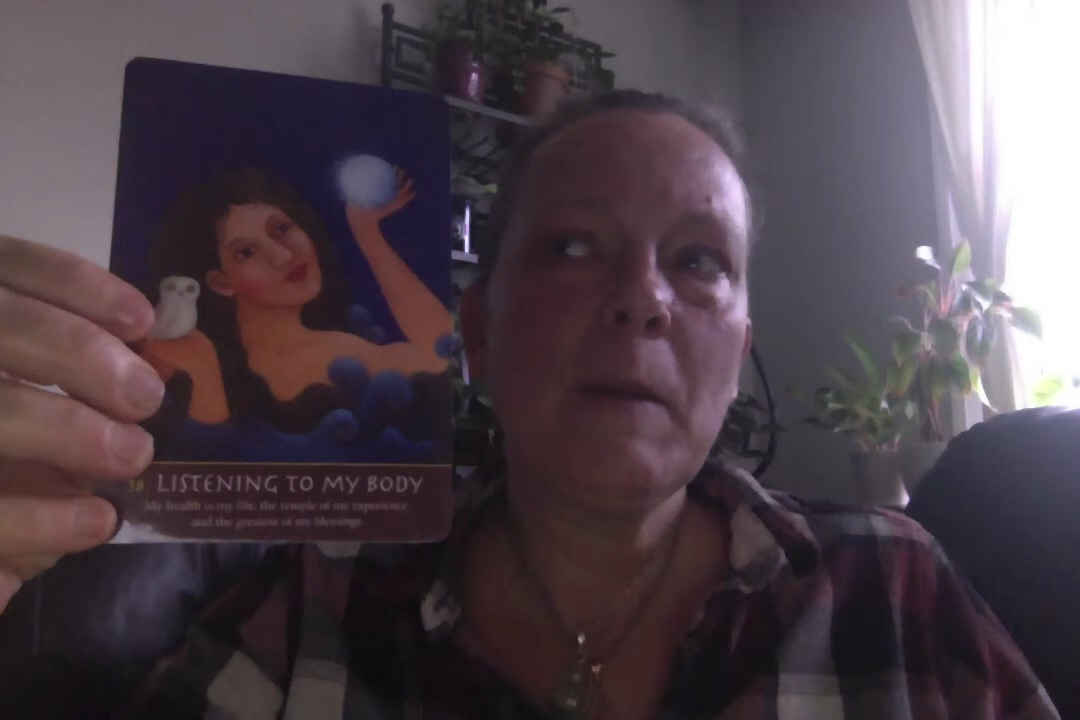 38 LISTENING TO MY BODY
My health is my life, the temple of my experience
and the greatest of my blessings.